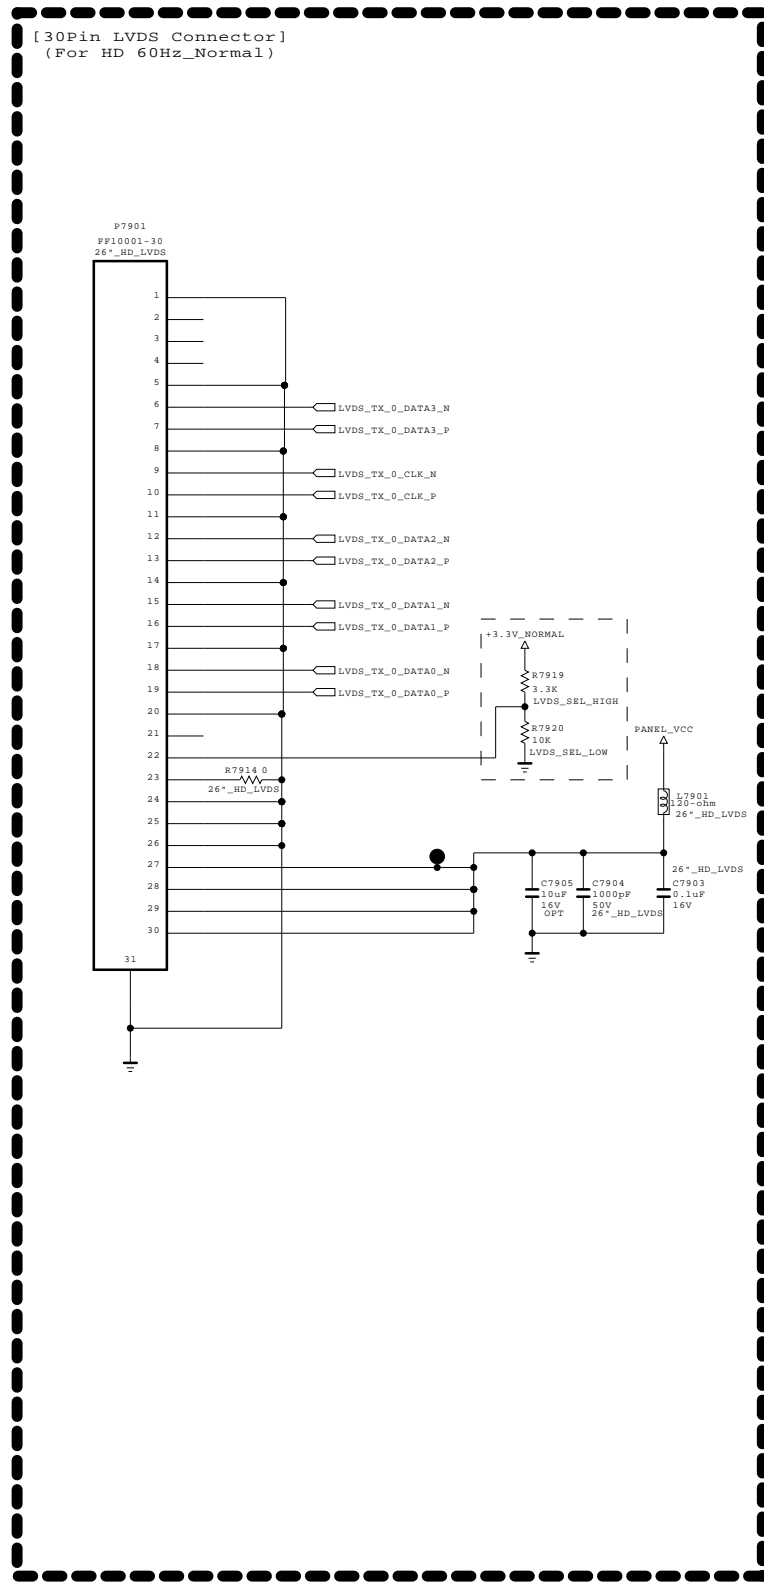 [30Pin LVDS Connector]
(For HD 60Hz_Normal)
P7901
FF10001-30
26"_HD_LVDS
1
2
3
4
5
6
LVDS_TX_0_DATA3_N
7
LVDS_TX_0_DATA3_P
8
9
LVDS_TX_0_CLK_N
10
LVDS_TX_0_CLK_P
11
12
LVDS_TX_0_DATA2_N
13
LVDS_TX_0_DATA2_P
14
15
LVDS_TX_0_DATA1_N
16
LVDS_TX_0_DATA1_P
17
18
LVDS_TX_0_DATA0_N
19
LVDS_TX_0_DATA0_P
20
21
22
23
24
25
26
27
28
29
30
31
R7914 0
26"_HD_LVDS
+3.3V_NORMAL
R7919
3.3K
LVDS_SEL_HIGH
R7920
10K
LVDS_SEL_LOW
PANEL_VCC
L7901
120-ohm
26"_HD_LVDS
C7905
10uF
16V
OPT
C7904
1000pF
50V
26"_HD_LVDS
26"_HD_LVDS
C7903
0.1uF
16V